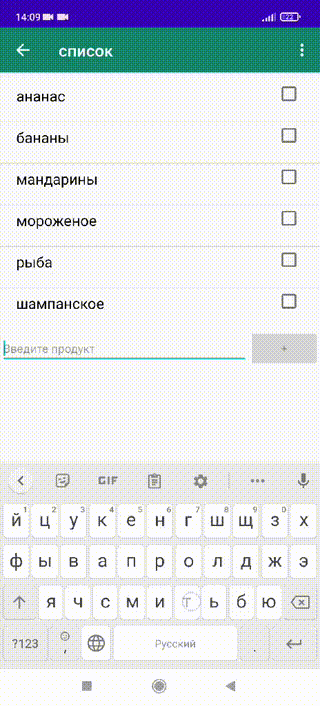 14:09 22
список
ананас
бананы
мандарины
мороженое
рыба
шампанское
Введите продукт +
GIF
1 2 3 4 5 6 7 8 9 0
й ц у к е н г ш щ з х
ф ы в а п р о л д ж э
я ч с м и т ь б ю
?123 , Русский .